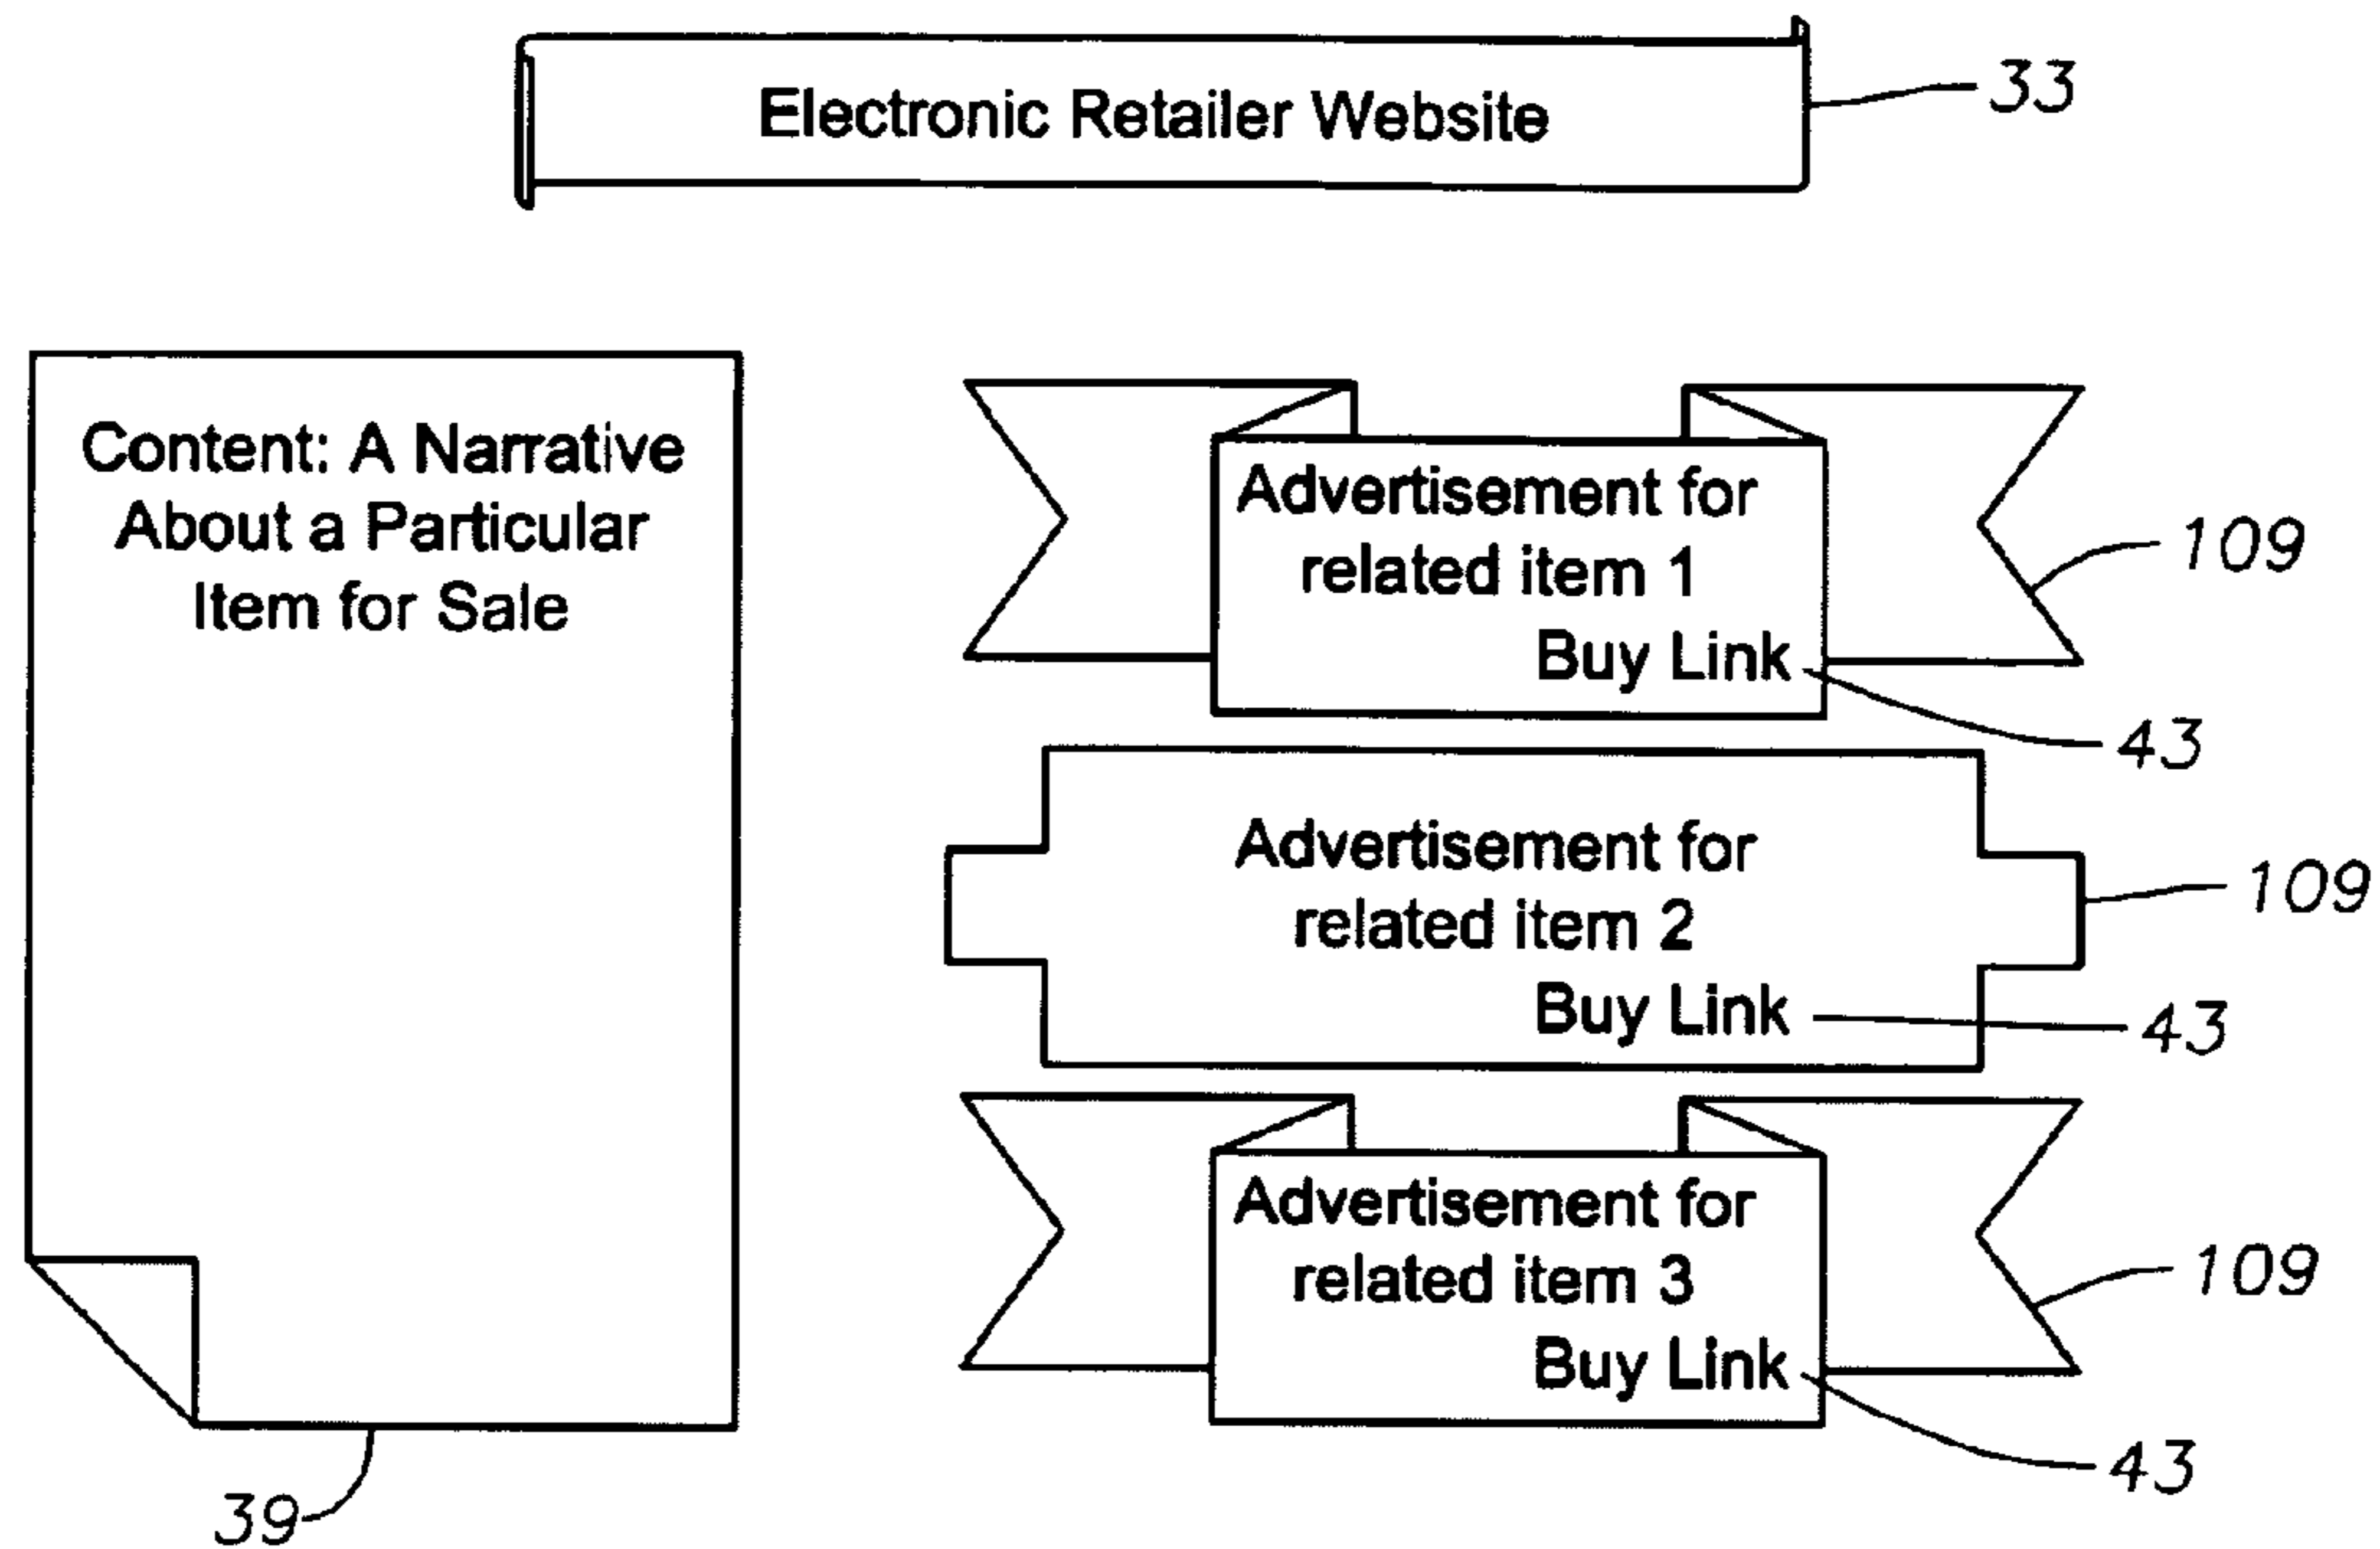 Electronic Retailer Website
33
Content: A Narrative
About a Particular
Item for Sale
39
Advertisement for
related item 1
Buy Link
109
43
Advertisement for
related item 2
Buy Link
109
43
Advertisement for
related item 3
Buy Link
109
43